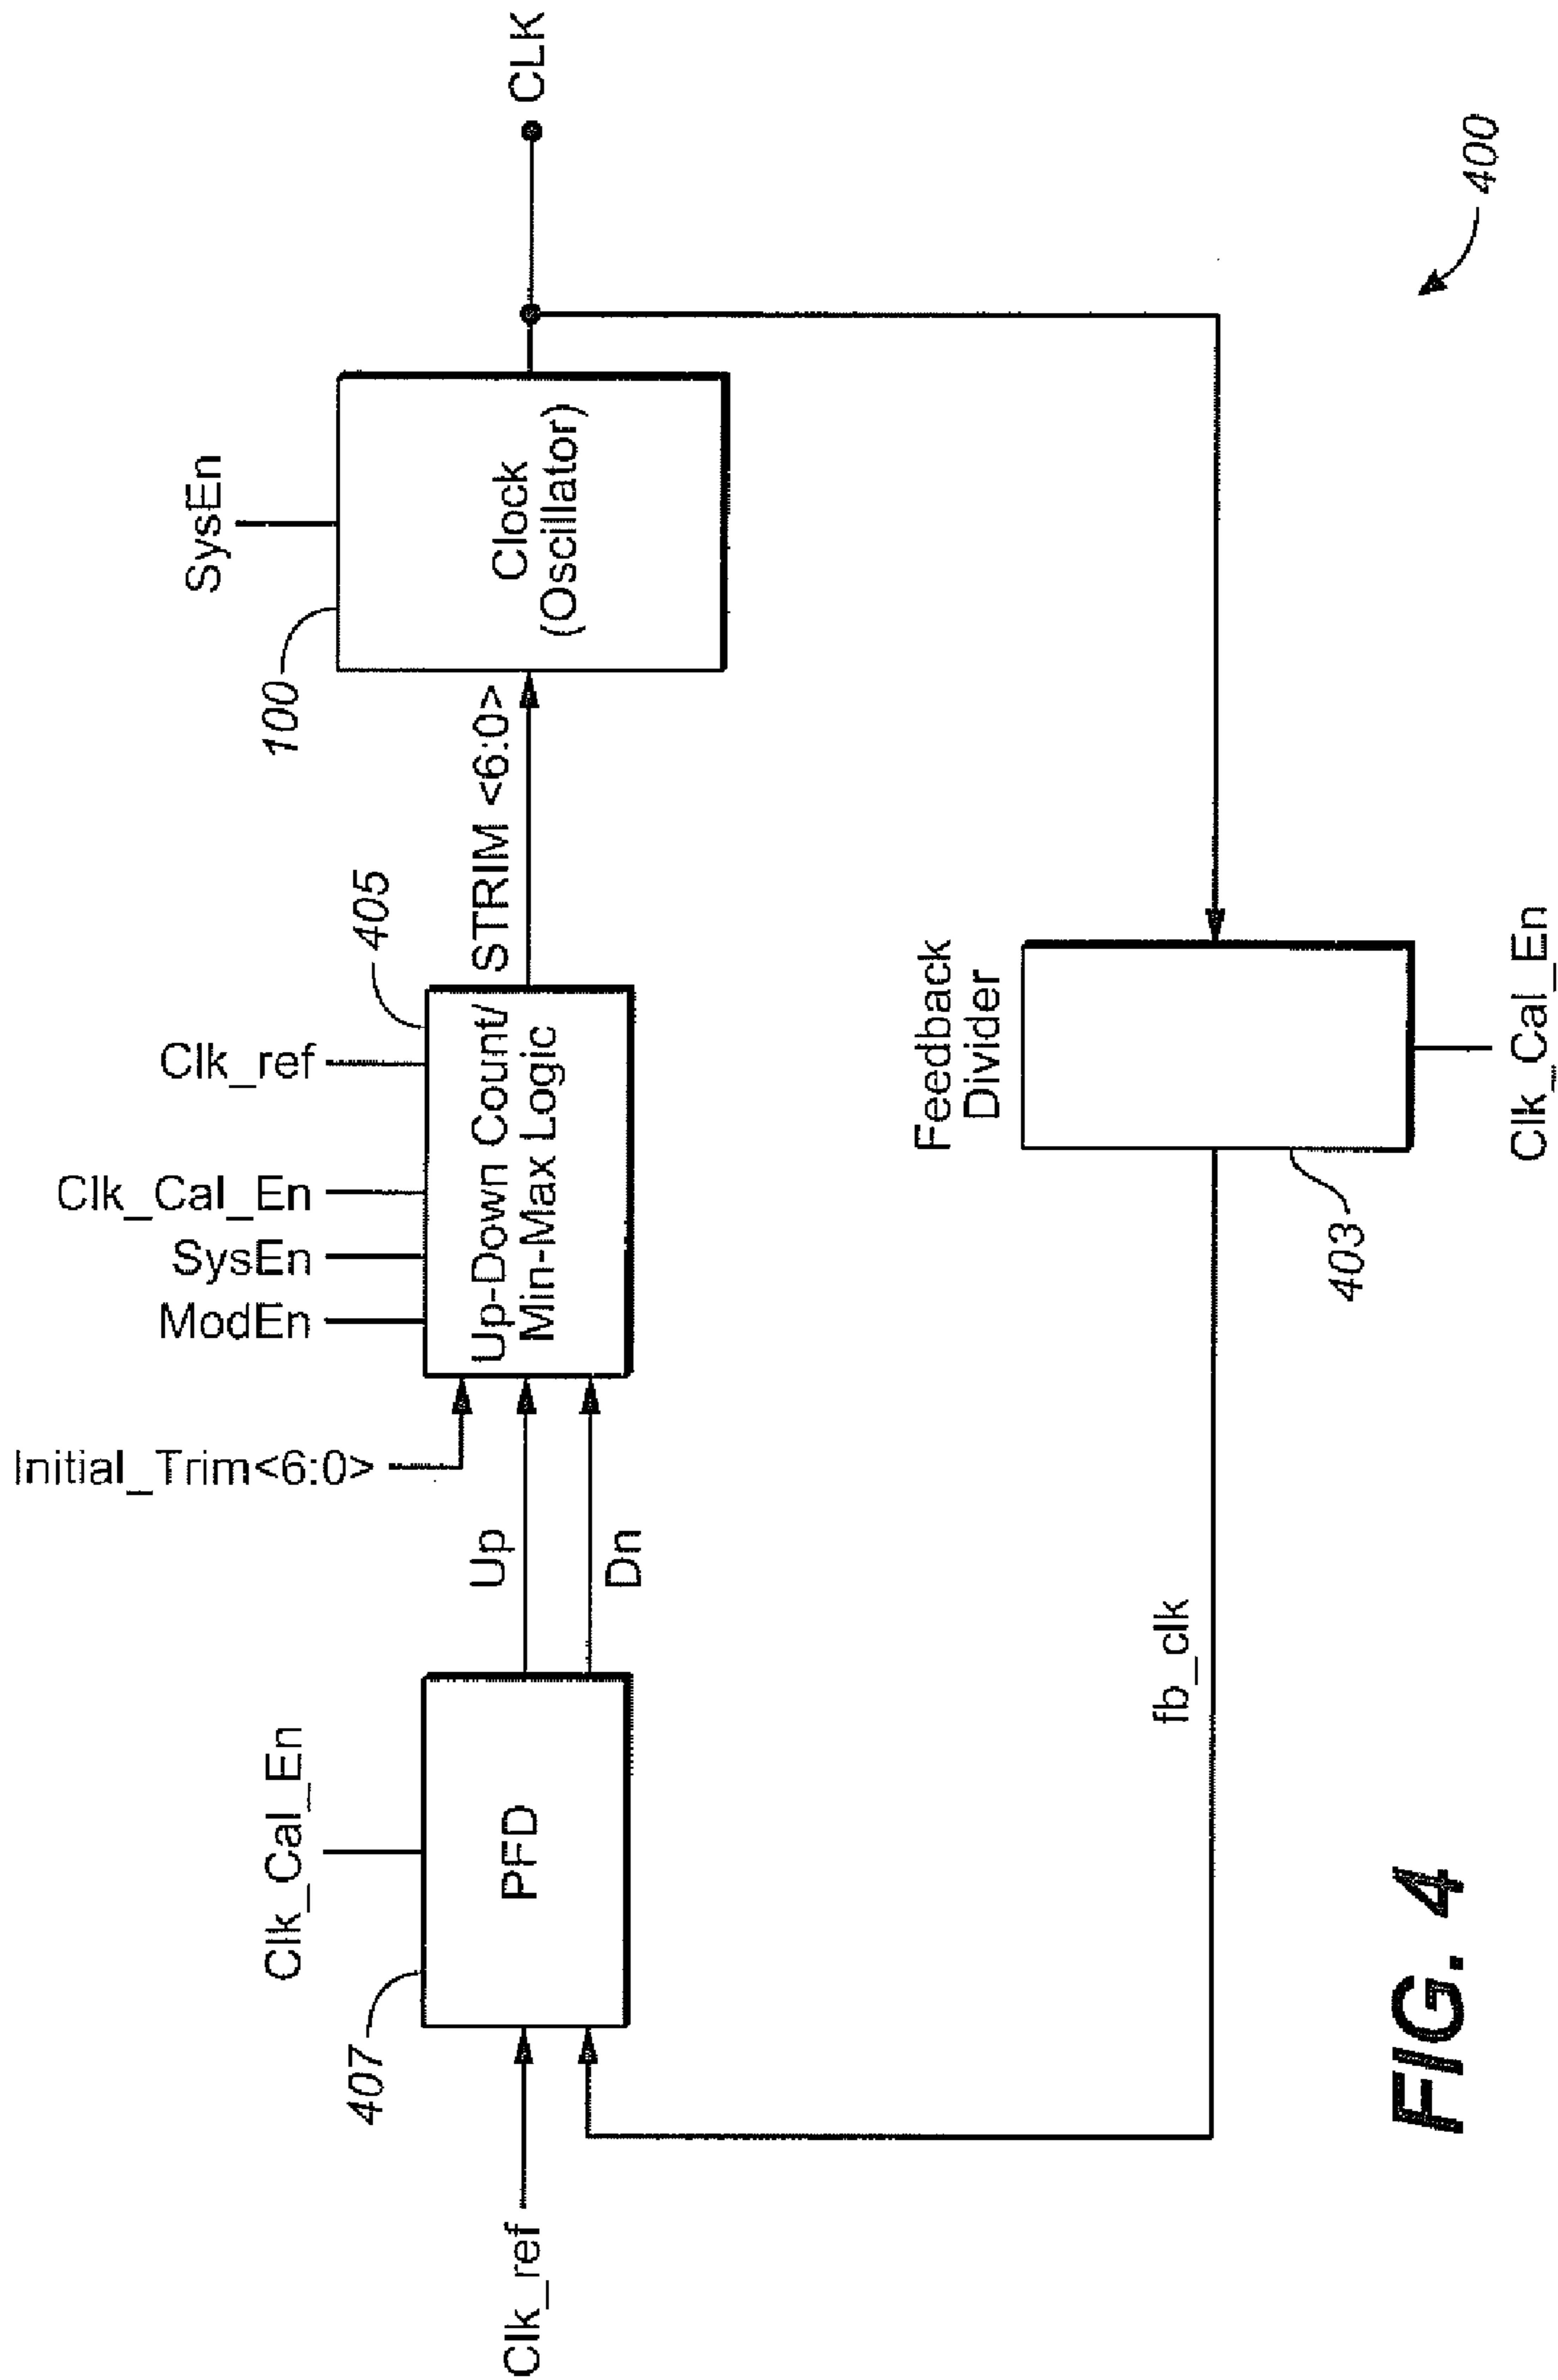 SysEn
100
Clock
(Oscillator)
CLK
STRIM <6:0>
Clk_ref
405
Clk_Cal_En
SysEn
ModEn
Up-Down Count/
Min-Max Logic
Initial_Trim<6:0>
Up
Dn
Clk_Cal_En
407
PFD
Clk_ref
fb_clk
Feedback
Divider
403
Clk_Cal_En
400
FIG. 4